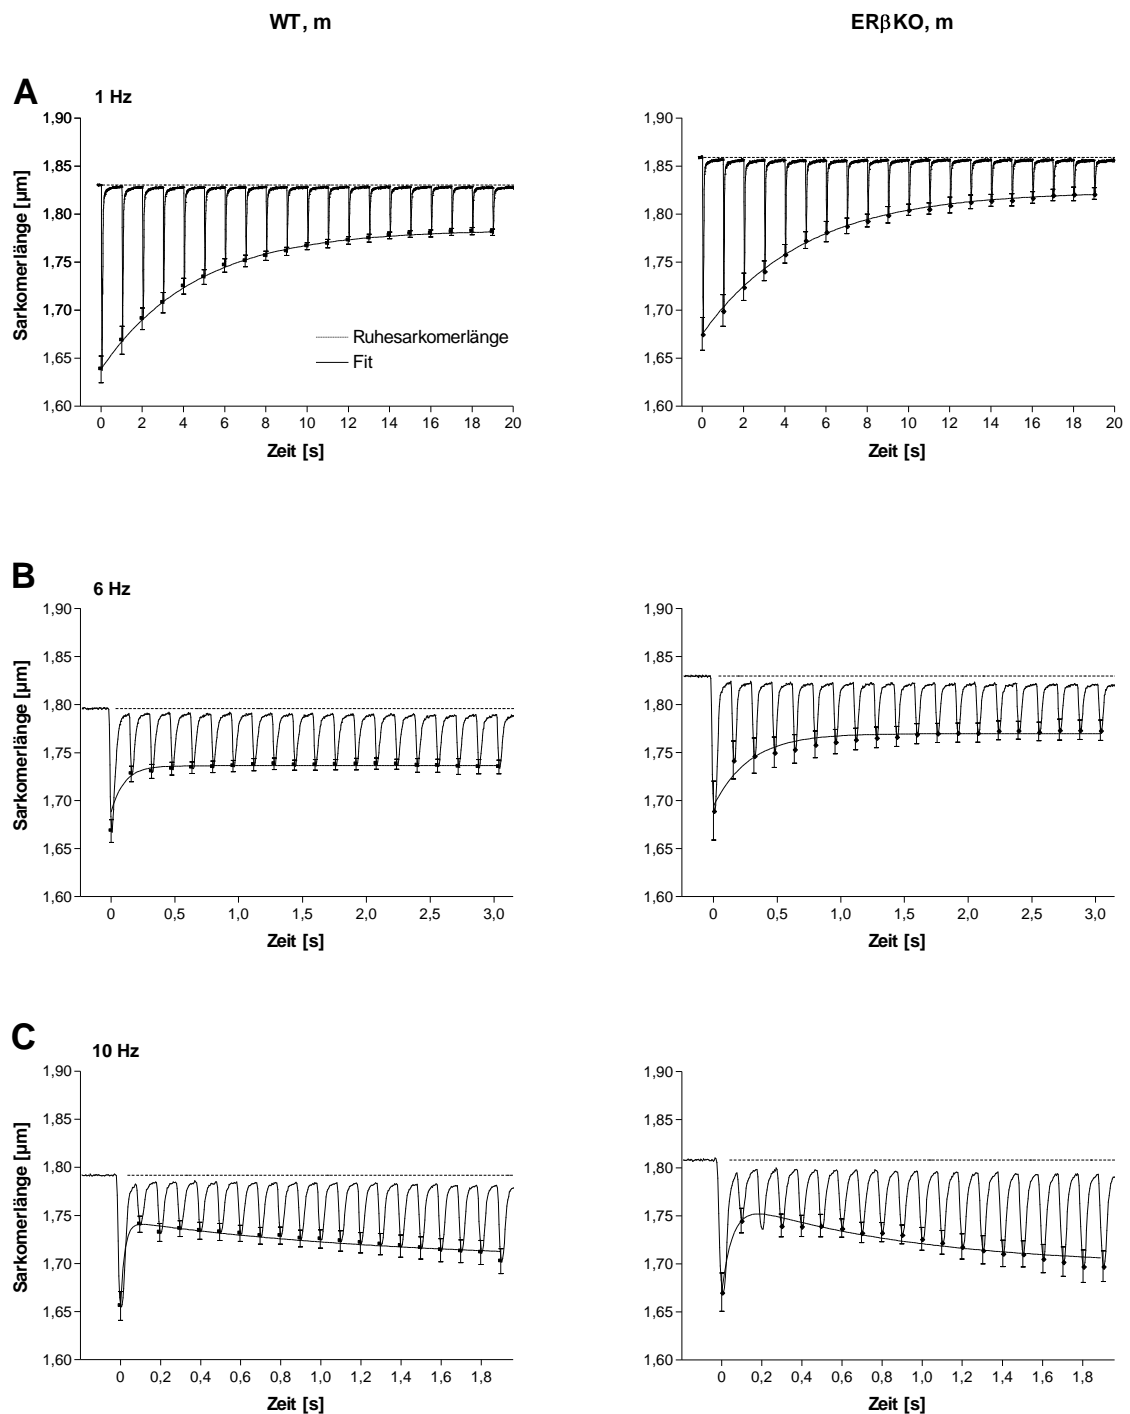 WT, m
ERβKO, m
A
1 Hz
1,90
1,85
1,80
1,75
1,70
1,65
1,60
Sarkomerlänge [µm]
Ruhesarkomerlänge
Fit
0 2 4 6 8 10 12 14 16 18 20
Zeit [s]
1,90
1,85
1,80
1,75
1,70
1,65
1,60
0 2 4 6 8 10 12 14 16 18 20
Zeit [s]
B
6 Hz
1,90
1,85
1,80
1,75
1,70
1,65
1,60
Sarkomerlänge [µm]
0 0,5 1,0 1,5 2,0 2,5 3,0
Zeit [s]
1,90
1,85
1,80
1,75
1,70
1,65
1,60
0 0,5 1,0 1,5 2,0 2,5 3,0
Zeit [s]
C
10 Hz
1,90
1,85
1,80
1,75
1,70
1,65
1,60
Sarkomerlänge [µm]
0 0,2 0,4 0,6 0,8 1,0 1,2 1,4 1,6 1,8
Zeit [s]
1,90
1,85
1,80
1,75
1,70
1,65
1,60
0 0,2 0,4 0,6 0,8 1,0 1,2 1,4 1,6 1,8
Zeit [s]